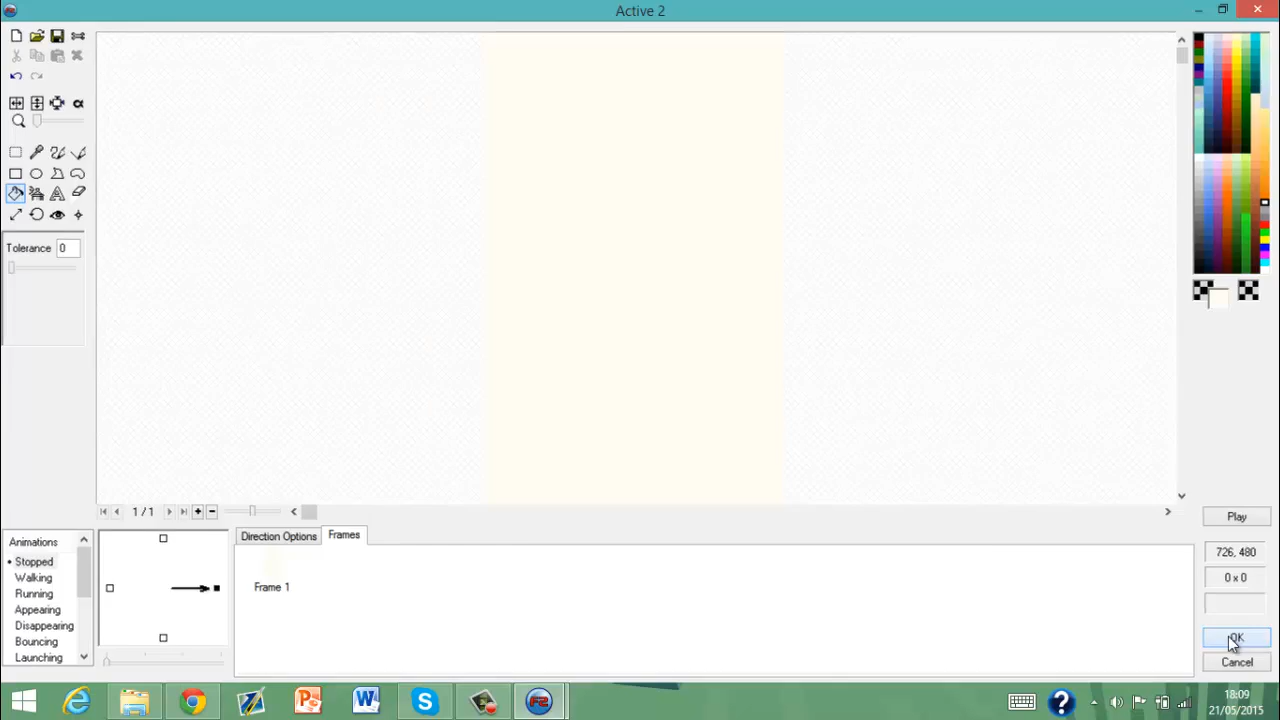 Active 2
Tolerance 0
1 / 1
Animations
Stopped
Walking
Running
Appearing
Disappearing
Bouncing
Launching
Direction Options
Frames
Frame 1
Play
726, 480
0 x 0
OK
Cancel
18:09
21/05/2015